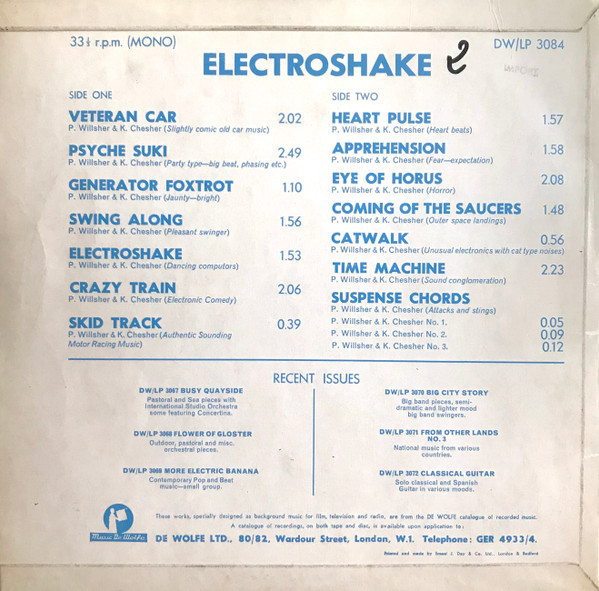 33⅓ r.p.m. (MONO)
DW/LP 3084
ELECTROSHAKE 2
SIDE ONE
VETERAN CAR 2.02
P. Willsher & K. Chesher (Slightly comic old car music)
PSYCHE SUKI 2.49
P. Willsher & K. Chesher (Party type—big beat, phasing etc.)
GENERATOR FOXTROT 1.10
P. Willsher & K. Chesher (Jaunty—bright)
SWING ALONG 1.56
P. Willsher & K. Chesher (Pleasant swinger)
ELECTROSHAKE 1.53
P. Willsher & K. Chesher (Dancing computors)
CRAZY TRAIN 2.06
P. Willsher & K. Chesher (Electronic Comedy)
SKID TRACK 0.39
P. Willsher & K. Chesher (Authentic Sounding
Motor Racing Music)
SIDE TWO
HEART PULSE 1.57
P. Willsher & K. Chesher (Heart beats)
APPREHENSION 1.58
P. Willsher & K. Chesher (Fear—expectation)
EYE OF HORUS 2.08
P. Willsher & K. Chesher (Horror)
COMING OF THE SAUCERS 1.48
P. Willsher & K. Chesher (Outer space landings)
CATWALK 0.56
P. Willsher & K. Chesher (Unusual electronics with cat type noises)
TIME MACHINE 2.23
P. Willsher & K. Chesher (Sound conglomeration)
SUSPENSE CHORDS
P. Willsher & K. Chesher (Attacks and stings)
P. Willsher & K. Chesher No. 1. 0.05
P. Willsher & K. Chesher No. 2. 0.09
P. Willsher & K. Chesher No. 3. 0.12
RECENT ISSUES
DW/LP 3067 BUSY QUAYSIDE
Pastoral and Sea pieces with
International Studio Orchestra
some featuring Concertina.
DW/LP 3068 FLOWER OF GLOSTER
Outdoor, pastoral and misc.
orchestral pieces.
DW/LP 3069 MORE ELECTRIC BANANA
Contemporary Pop and Beat
music—small group.
DW/LP 3070 BIG CITY STORY
Big band pieces, semi-
dramatic and lighter mood
big band swingers.
DW/LP 3071 FROM OTHER LANDS
NO. 3
National music from various
countries.
DW/LP 3072 CLASSICAL GUITAR
Solo classical and Spanish
Guitar in various moods.
Music De Wolfe
These works, specially designed as background music for film, television and radio, are from the DE WOLFE catalogue of recorded music.
A catalogue of recordings, on both tape and disc, is available upon application to:
DE WOLFE LTD., 80/82, Wardour Street, London, W.1. Telephone: GER 4933/4.
Printed and made by Ernest J. Day & Co. Ltd., London & Bedford